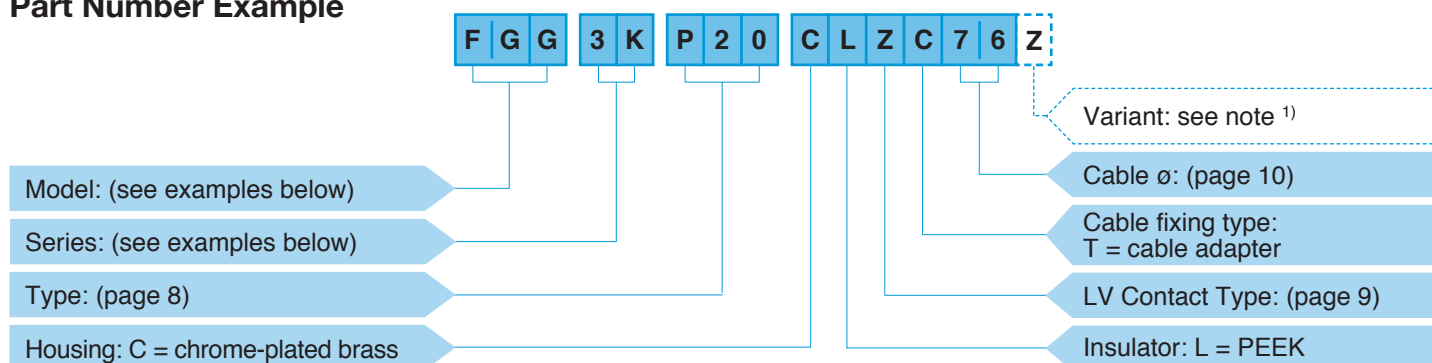 Part Number Example
F G G 3 K P 2 0 C L Z C 7 6 Z
Variant: see note 1)
Model: (see examples below)
Cable ø: (page 10)
Series: (see examples below)
Cable fixing type:
T = cable adapter
Type: (page 8)
LV Contact Type: (page 9)
Housing: C = chrome-plated brass
Insulator: L = PEEK